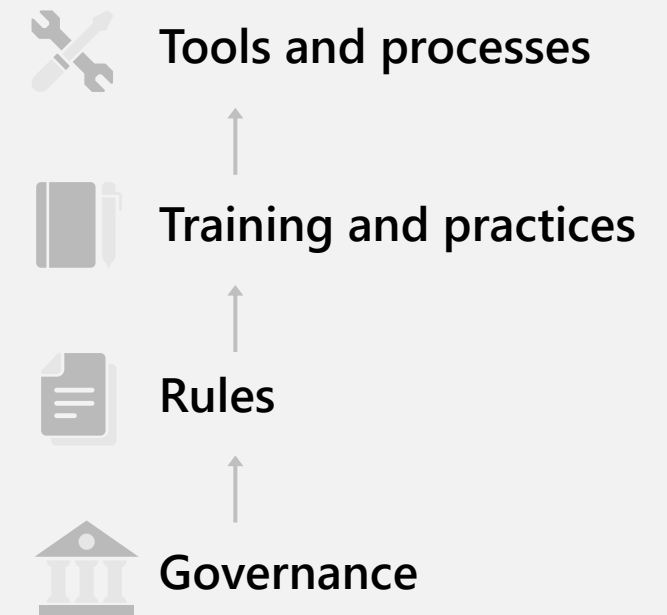 Tools and processes
Training and practices
Rules
Governance